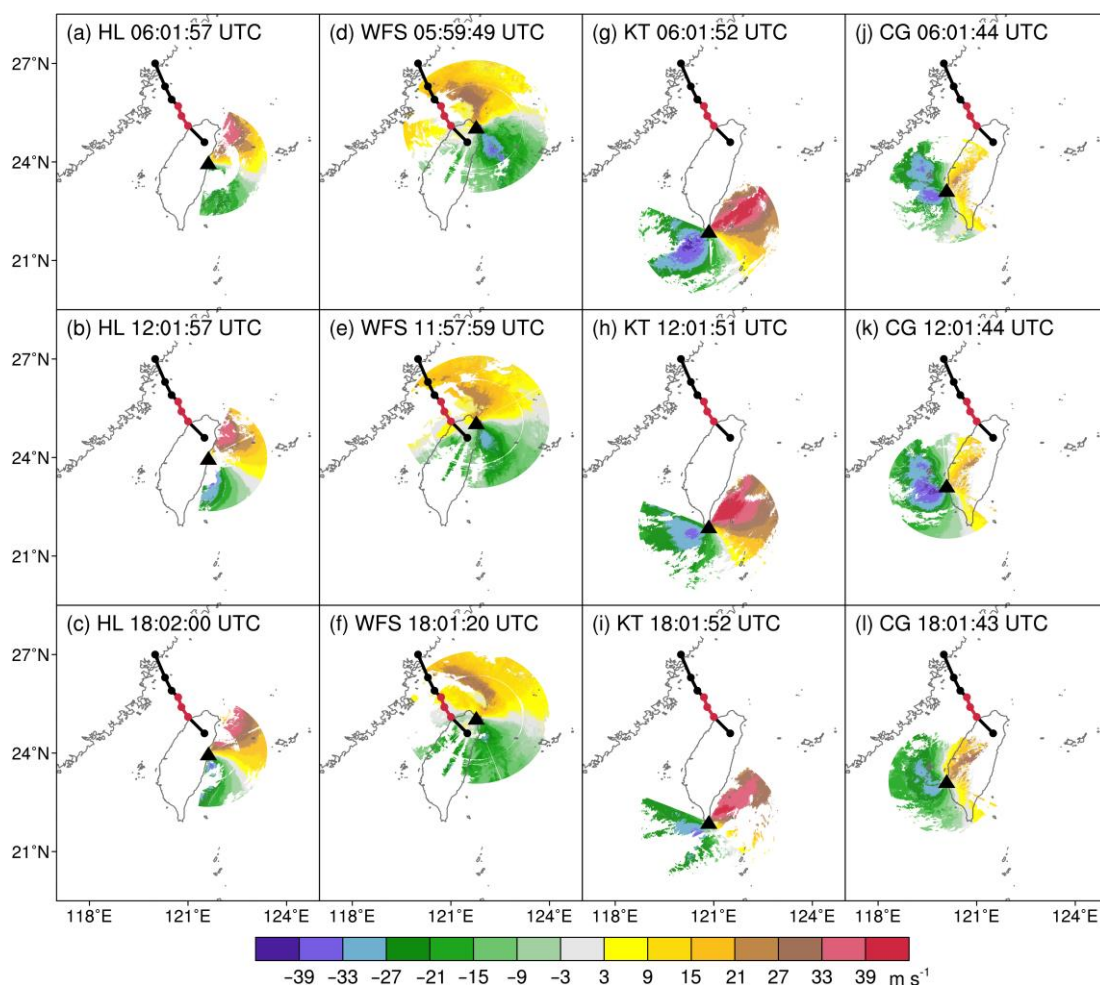 (a) HL 06:01:57 UTC
(d) WFS 05:59:49 UTC
(g) KT 06:01:52 UTC
(j) CG 06:01:44 UTC
27°N
24°N
21°N
(b) HL 12:01:57 UTC
(e) WFS 11:57:59 UTC
(h) KT 12:01:51 UTC
(k) CG 12:01:44 UTC
27°N
24°N
21°N
(c) HL 18:02:00 UTC
(f) WFS 18:01:20 UTC
(i) KT 18:01:52 UTC
(l) CG 18:01:43 UTC
27°N
24°N
21°N
118°E 121°E 124°E 118°E 121°E 124°E 118°E 121°E 124°E 118°E 121°E 124°E
−39 −33 −27 −21 −15 −9 −3 3 9 15 21 27 33 39 m s⁻¹